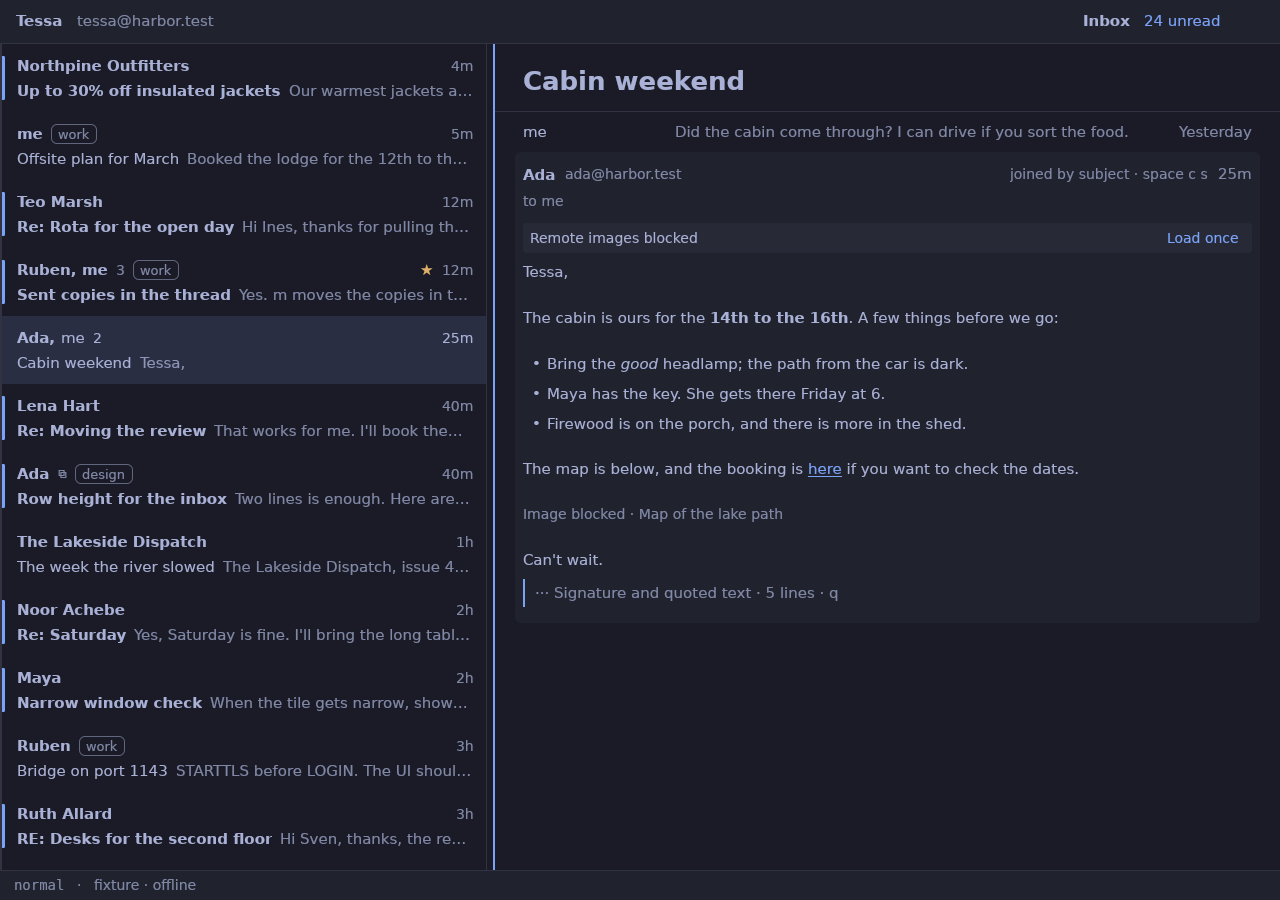 Tessa tessa@harbor.test Inbox 24 unread
Northpine Outfitters 4m
Up to 30% off insulated jackets Our warmest jackets a…
me work 5m
Offsite plan for March Booked the lodge for the 12th to th…
Teo Marsh 12m
Re: Rota for the open day Hi Ines, thanks for pulling th…
Ruben, me 3 work ★ 12m
Sent copies in the thread Yes. m moves the copies in t…
Ada, me 2 25m
Cabin weekend Tessa,
Lena Hart 40m
Re: Moving the review That works for me. I'll book the…
Ada design 40m
Row height for the inbox Two lines is enough. Here are…
The Lakeside Dispatch 1h
The week the river slowed The Lakeside Dispatch, issue 4…
Noor Achebe 2h
Re: Saturday Yes, Saturday is fine. I'll bring the long tabl…
Maya 2h
Narrow window check When the tile gets narrow, show…
Ruben work 3h
Bridge on port 1143 STARTTLS before LOGIN. The UI shoul…
Ruth Allard 3h
RE: Desks for the second floor Hi Sven, thanks, the re…
Cabin weekend
me Did the cabin come through? I can drive if you sort the food. Yesterday
Ada ada@harbor.test joined by subject · space c s 25m
to me
Remote images blocked Load once
Tessa,
The cabin is ours for the 14th to the 16th. A few things before we go:
• Bring the good headlamp; the path from the car is dark.
• Maya has the key. She gets there Friday at 6.
• Firewood is on the porch, and there is more in the shed.
The map is below, and the booking is here if you want to check the dates.
Image blocked · Map of the lake path
Can't wait.
··· Signature and quoted text · 5 lines · q
normal · fixture · offline